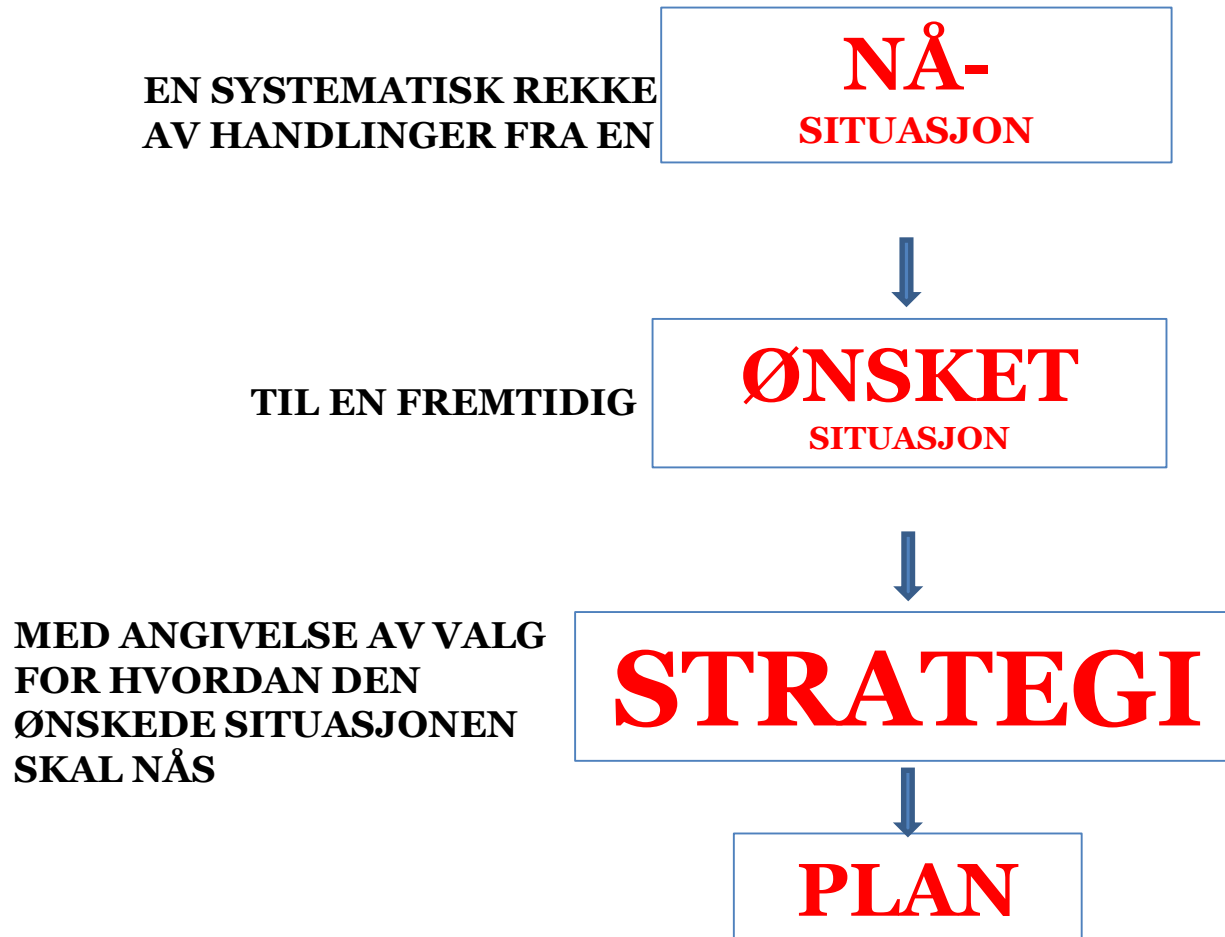 EN SYSTEMATISK REKKE
AV HANDLINGER FRA EN
NÅ-
SITUASJON
TIL EN FREMTIDIG
ØNSKET
SITUASJON
MED ANGIVELSE AV VALG
FOR HVORDAN DEN
ØNSKEDE SITUASJONEN
SKAL NÅS
STRATEGI
PLAN